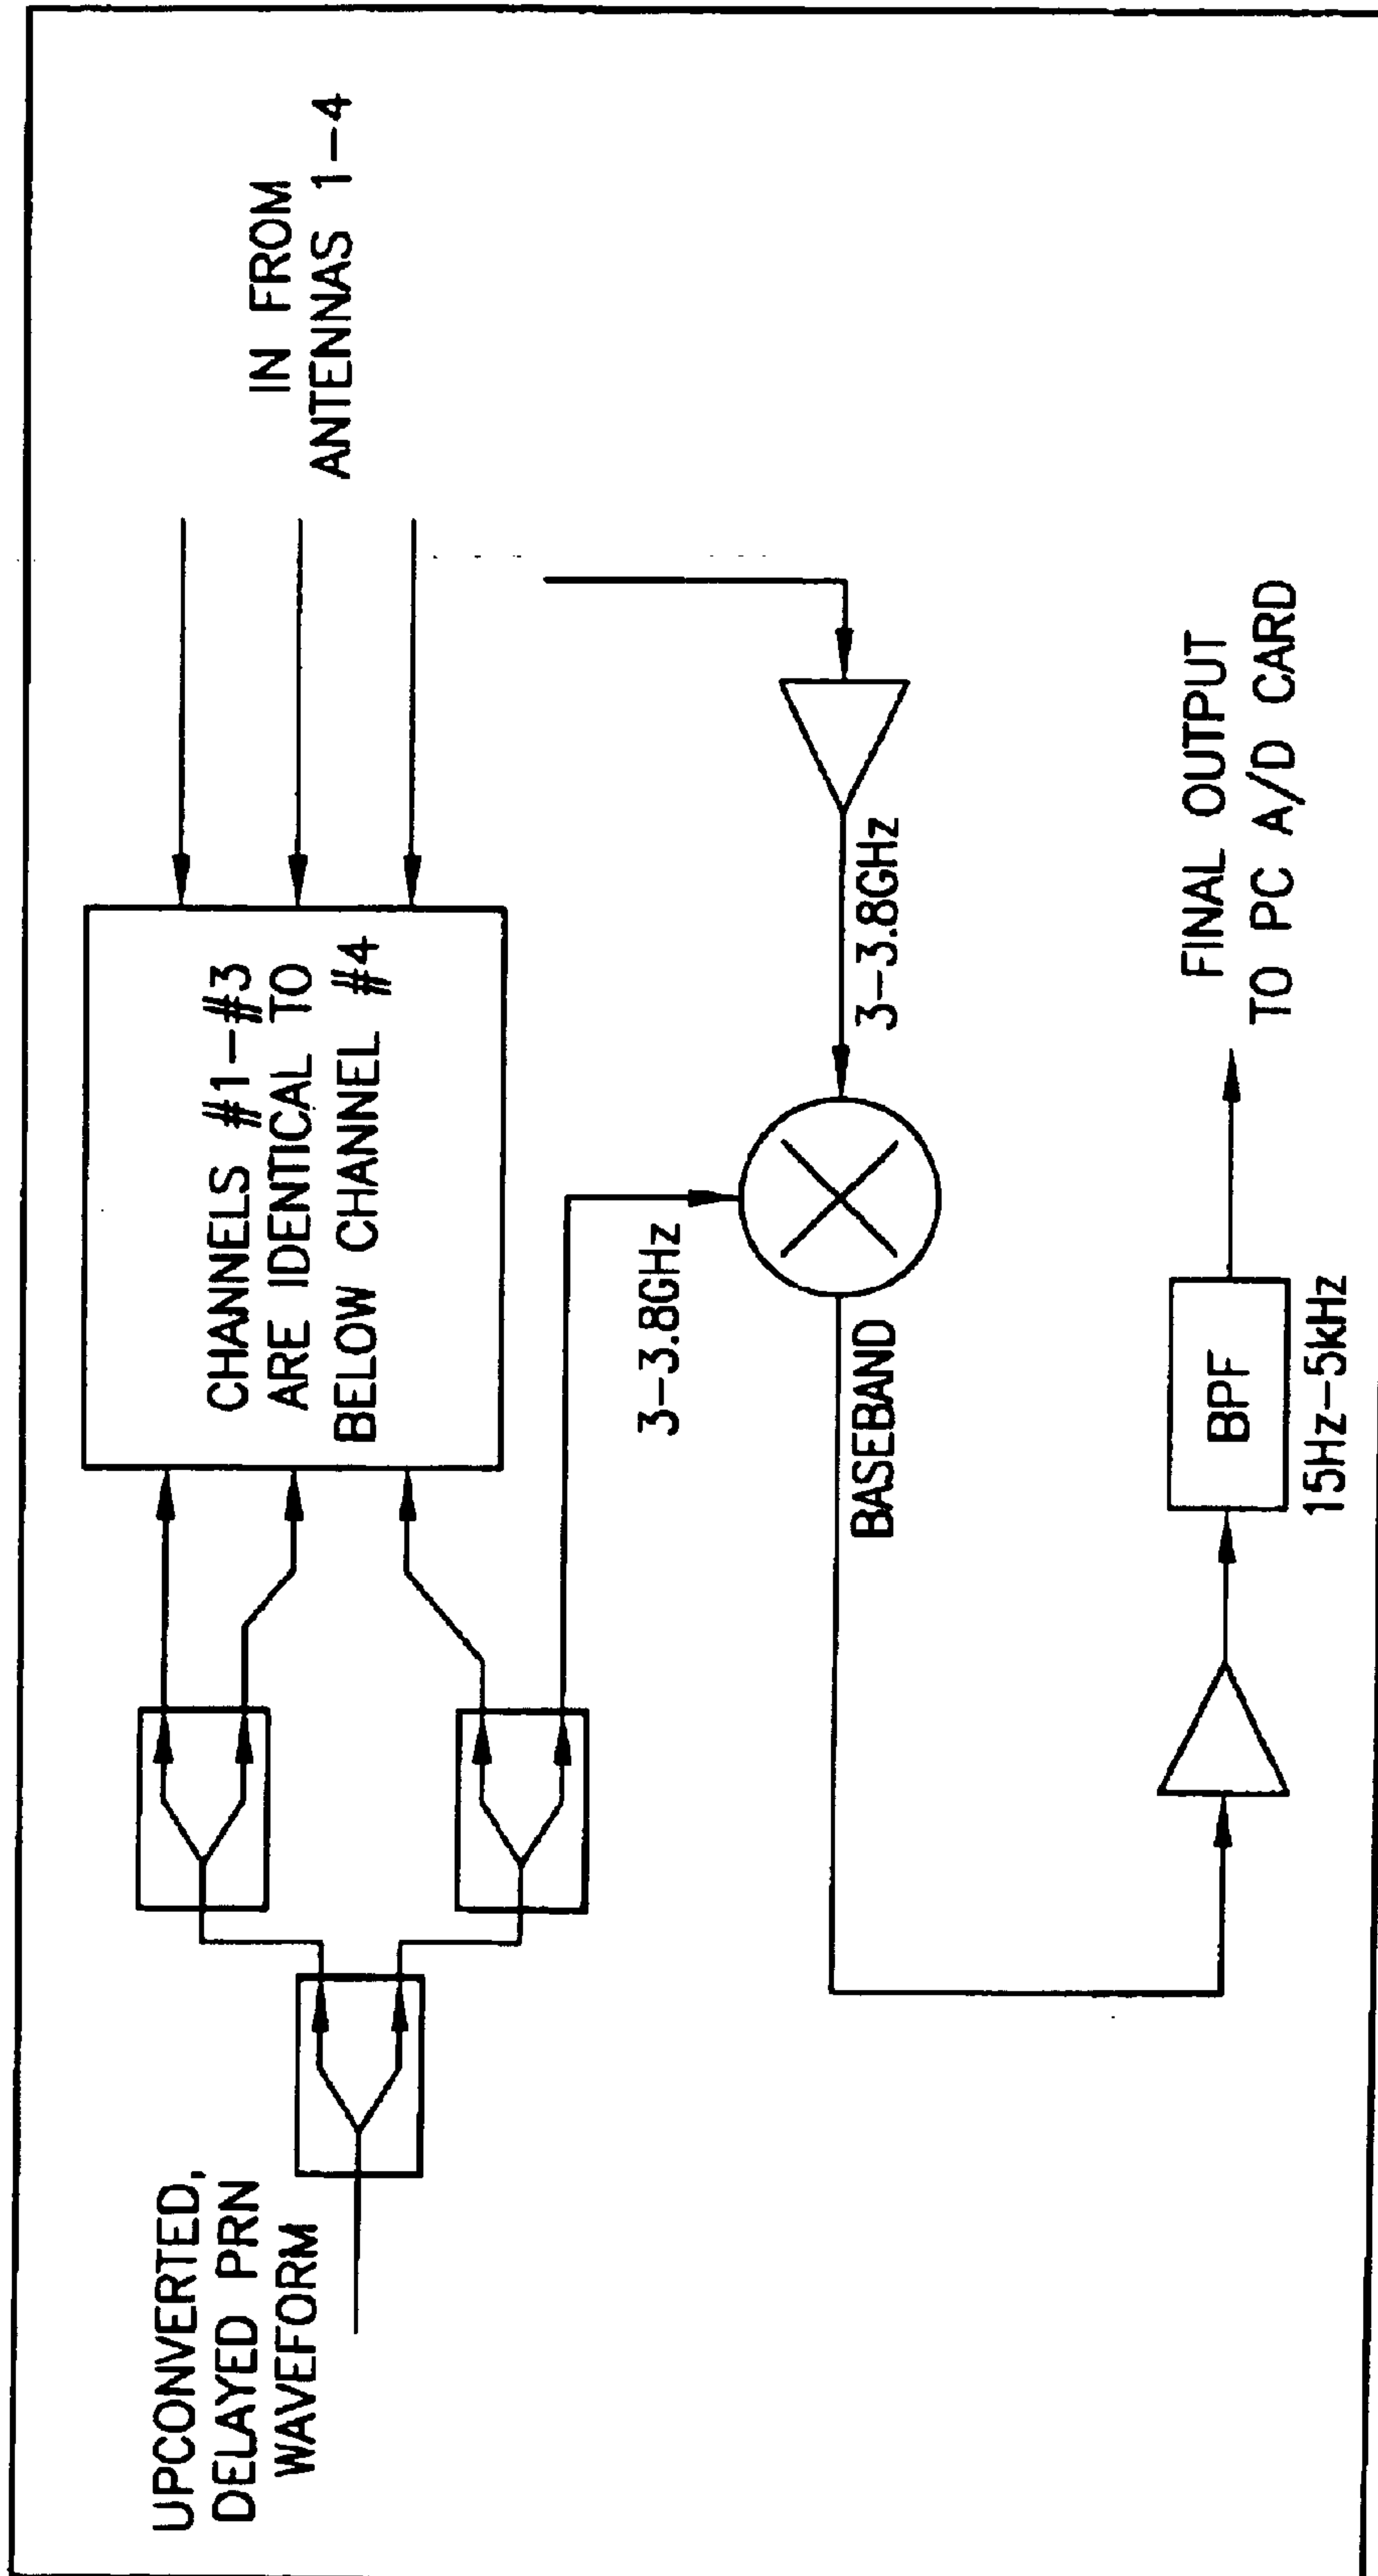 UPCONVERTED,
DELAYED PRN
WAVEFORM
CHANNELS #1-#3
ARE IDENTICAL TO
BELOW CHANNEL #4
IN FROM
ANTENNAS 1-4
3-3.8GHz
3-3.8GHz
BASEBAND
BPF
15Hz-5kHz
FINAL OUTPUT
TO PC A/D CARD